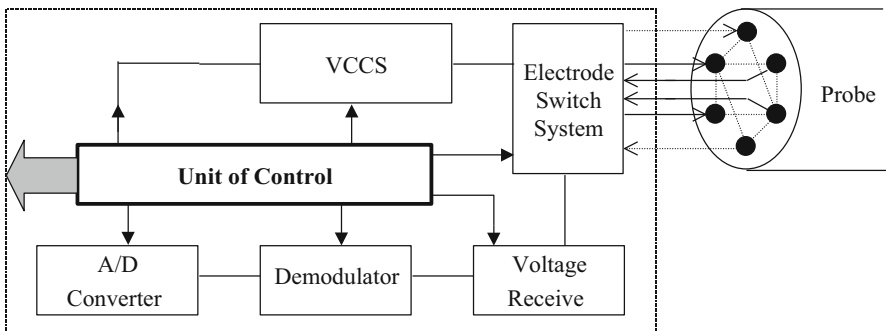 VCCS
Electrode
Switch
System
Probe
Unit of Control
A/D
Converter
Demodulator
Voltage
Receive